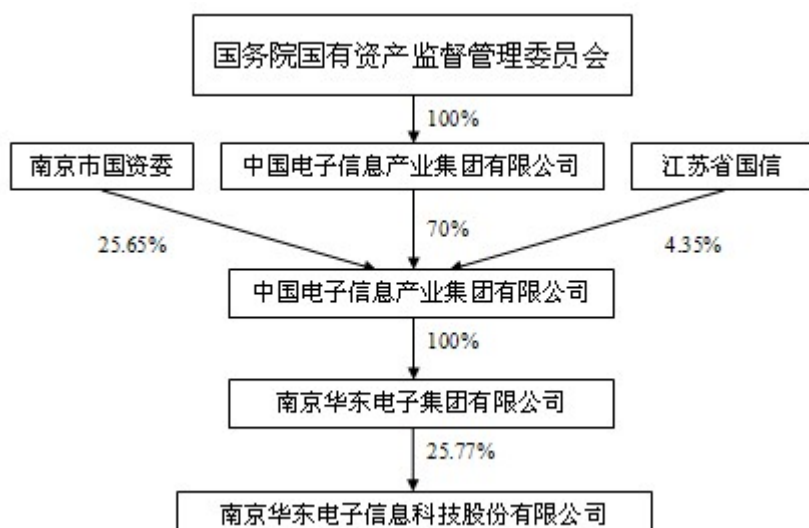 国务院国有资产监督管理委员会
100%
南京市国资委
中国电子信息产业集团有限公司
江苏省国信
25.65%
70%
4.35%
中国电子信息产业集团有限公司
100%
南京华东电子集团有限公司
25.77%
南京华东电子信息科技股份有限公司